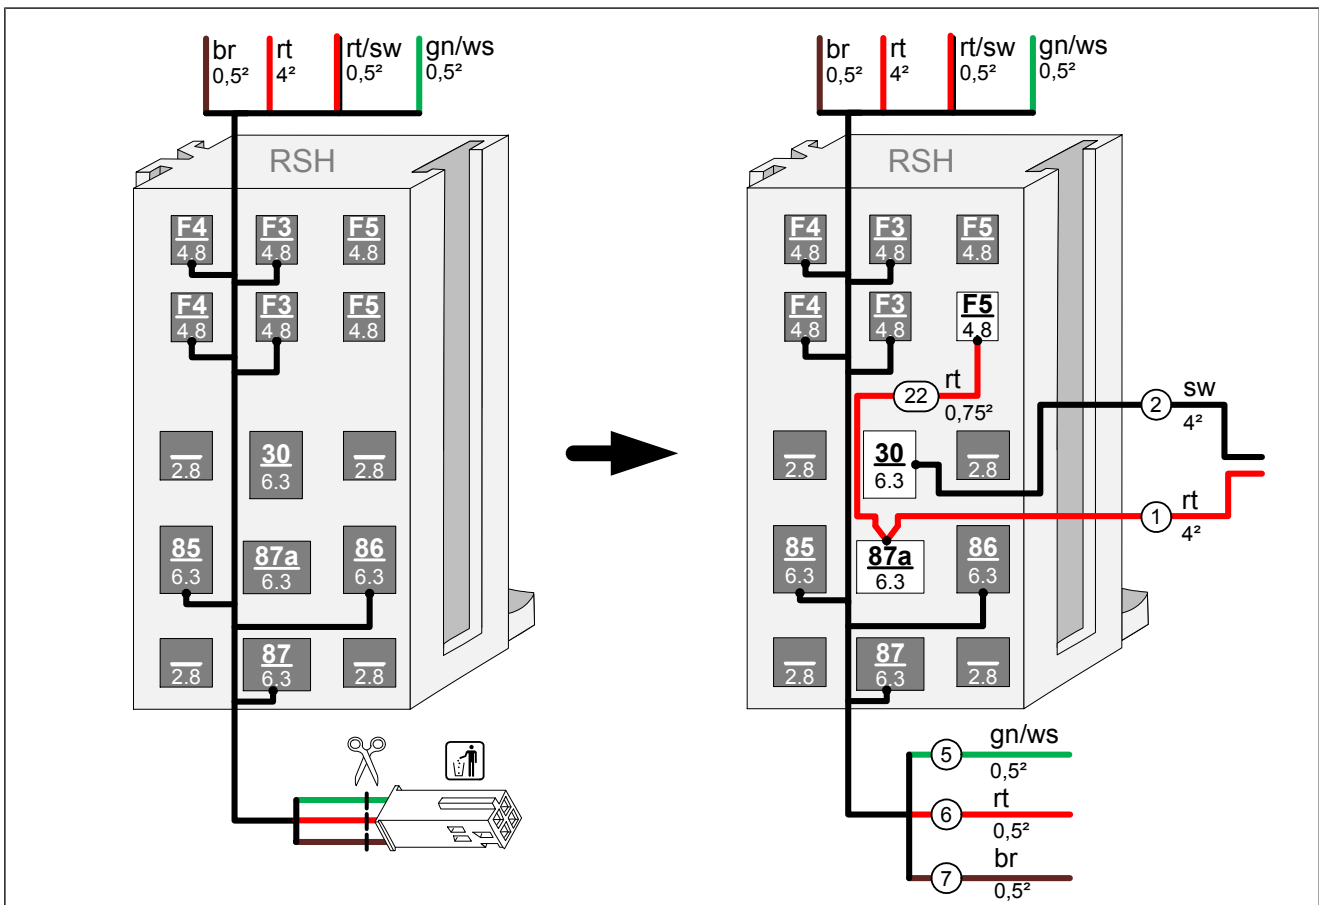 br rt rt/sw gn/ws
0,5² 4² 0,5² 0,5²
RSH
F4 F3 F5
4.8 4.8 4.8
F4 F3 F5
4.8 4.8 4.8
30
2.8 6.3 2.8
85 87a 86
6.3 6.3 6.3
87
2.8 6.3 2.8
br rt rt/sw gn/ws
0,5² 4² 0,5² 0,5²
RSH
F4 F3 F5
4.8 4.8 4.8
F4 F3 F5
4.8 4.8 4.8
22 rt
0,75²
2 sw
4²
30
2.8 6.3 2.8
1 rt
4²
85 87a 86
6.3 6.3 6.3
87
2.8 6.3 2.8
5 gn/ws
0,5²
6 rt
0,5²
7 br
0,5²